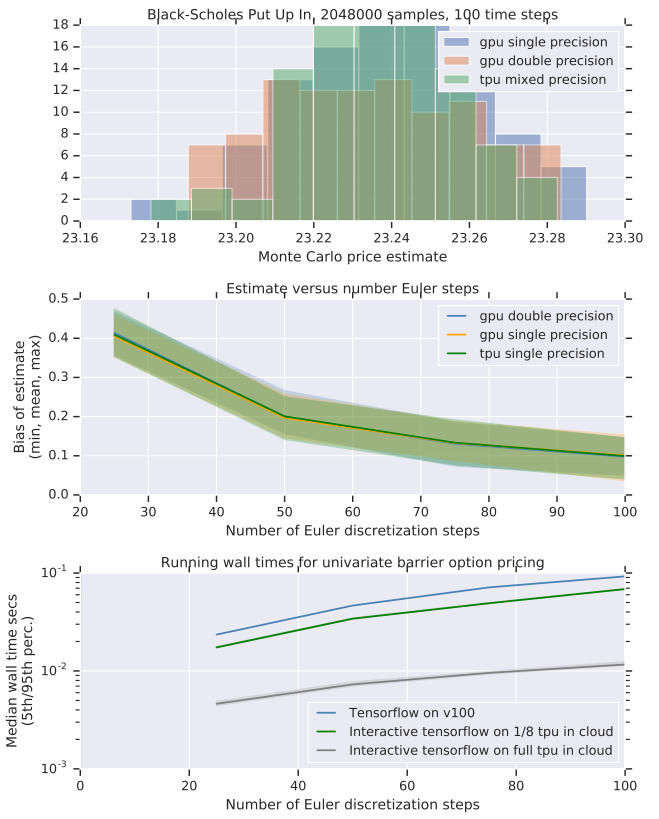 Black-Scholes Put Up In, 2048000 samples, 100 time steps
18
16
14
12
10
8
6
4
2
0
gpu single precision
gpu double precision
tpu mixed precision
23.16 23.18 23.20 23.22 23.24 23.26 23.28 23.30
Monte Carlo price estimate
Estimate versus number Euler steps
Bias of estimate
(min, mean, max)
0.5
0.4
0.3
0.2
0.1
0.0
gpu double precision
gpu single precision
tpu single precision
20 30 40 50 60 70 80 90 100
Number of Euler discretization steps
Running wall times for univariate barrier option pricing
Median wall time secs
(5th/95th perc.)
10⁻¹
10⁻²
10⁻³
Tensorflow on v100
Interactive tensorflow on 1/8 tpu in cloud
Interactive tensorflow on full tpu in cloud
0 20 40 60 80 100
Number of Euler discretization steps